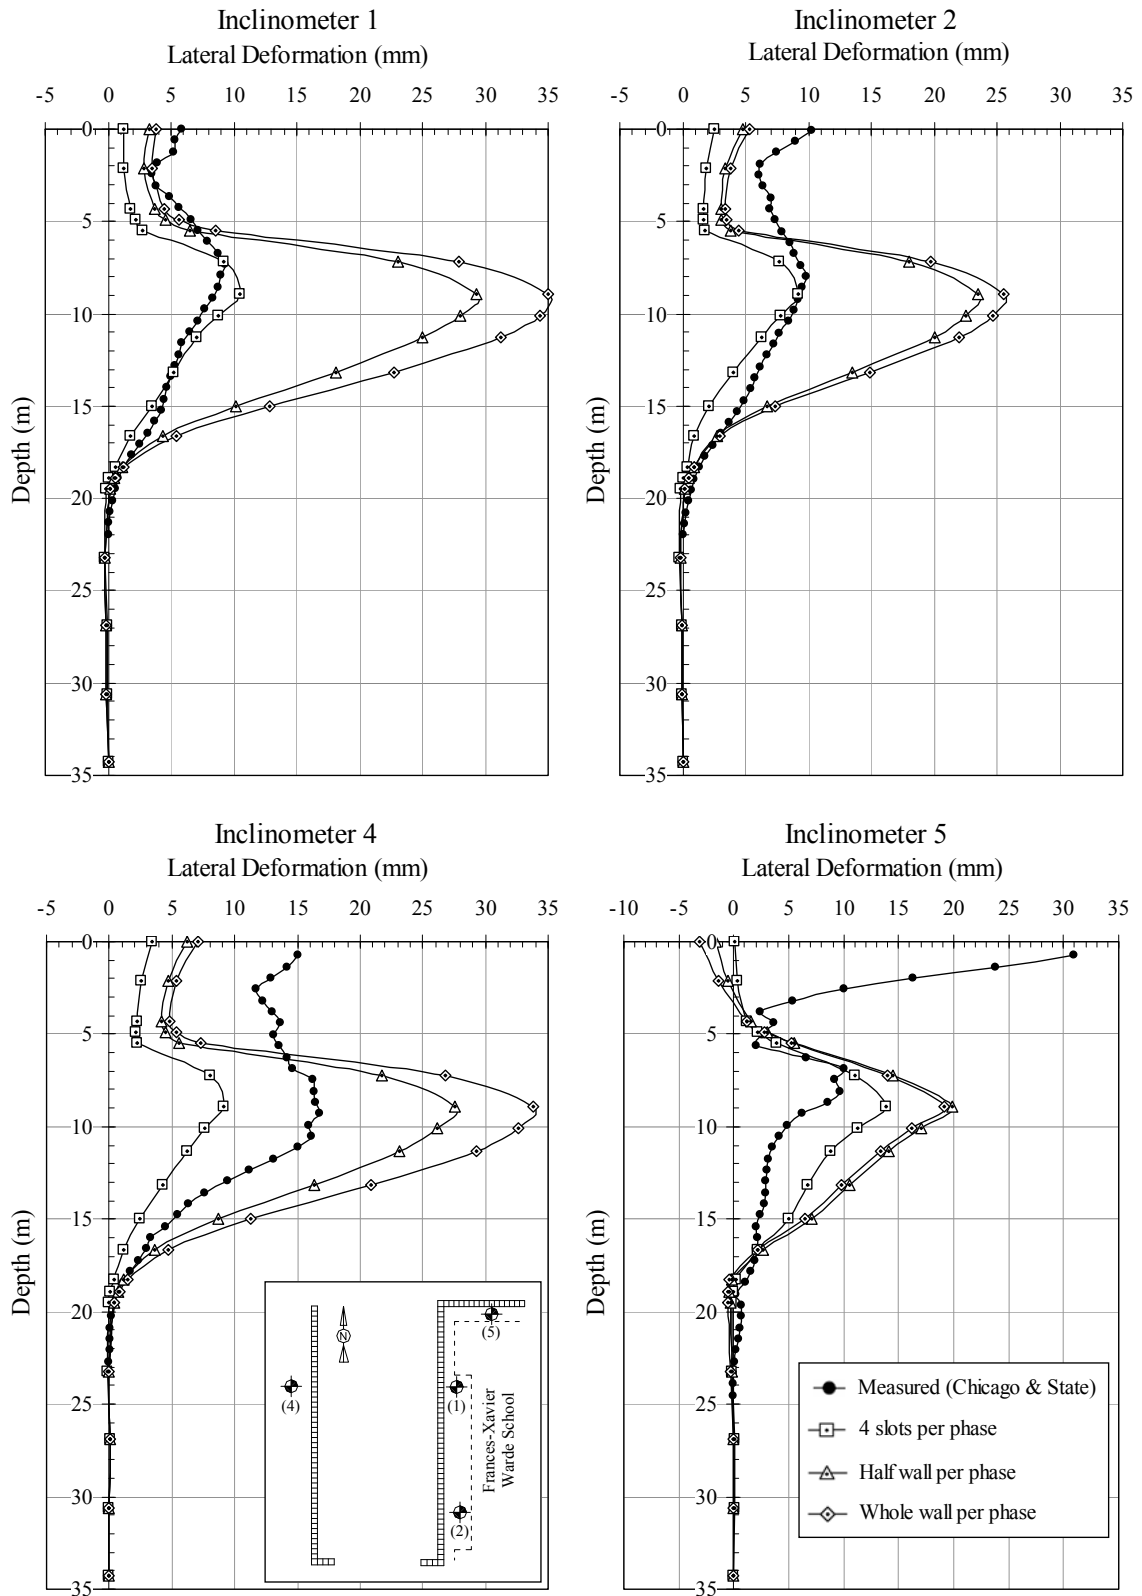 Inclinometer 1
Lateral Deformation (mm)
-5 0 5 10 15 20 25 30 35
0
5
10
15
20
25
30
35
Depth (m)
Inclinometer 2
Lateral Deformation (mm)
-5 0 5 10 15 20 25 30 35
0
5
10
15
20
25
30
35
Depth (m)
Inclinometer 4
Lateral Deformation (mm)
-5 0 5 10 15 20 25 30 35
0
5
10
15
20
25
30
35
Depth (m)
N
(4)
(5)
(1)
(2)
Frances-Xavier
Warde School
Inclinometer 5
Lateral Deformation (mm)
-10 -5 0 5 10 15 20 25 30 35
0
5
10
15
20
25
30
35
Depth (m)
Measured (Chicago & State)
4 slots per phase
Half wall per phase
Whole wall per phase